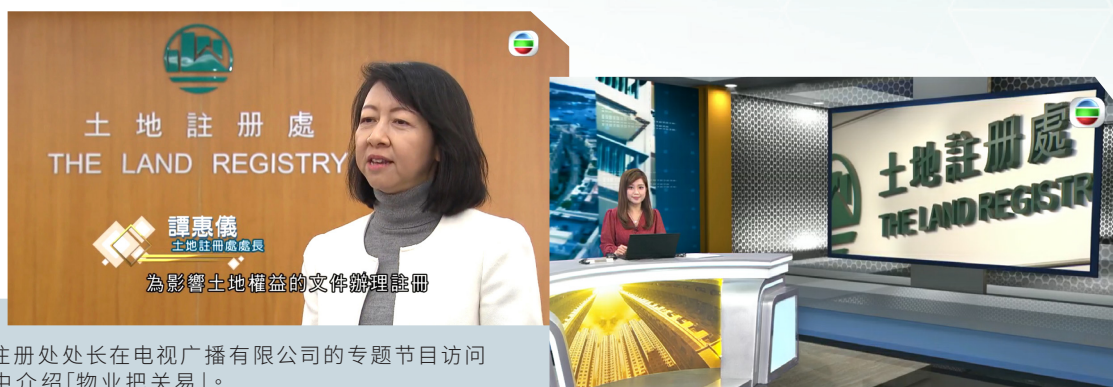 土地註冊處
THE LAND REGISTRY
譚惠儀
土地註冊處處長
為影響土地權益的文件辦理註冊
土地註冊處
THE LAND REGISTR
注册处处长在电视广播有限公司的专题节目访问
中介绍「物业把关易」。